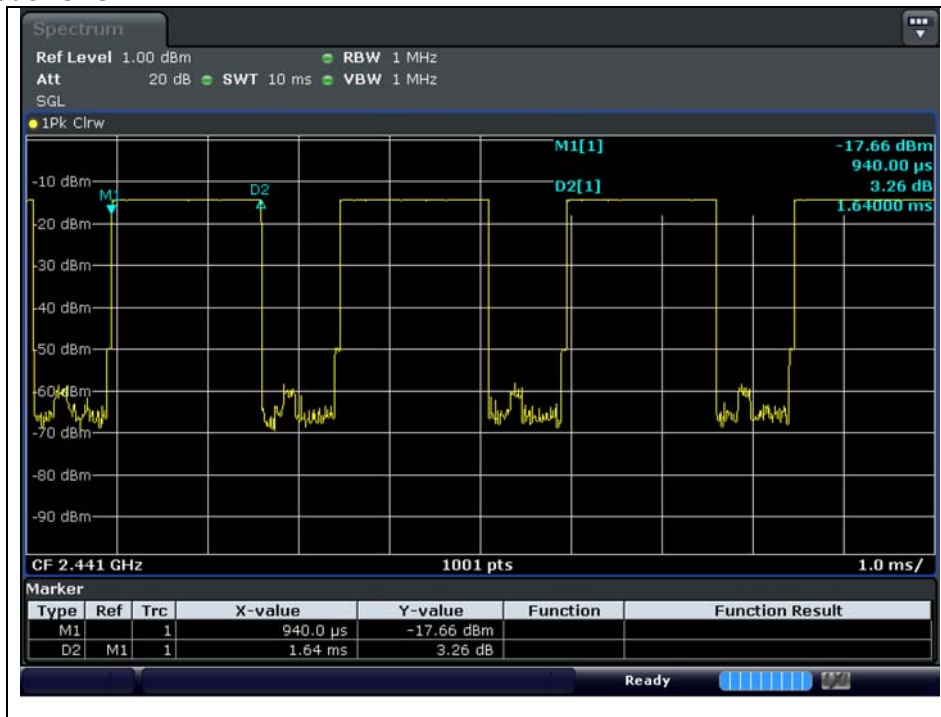 Spectrum
Ref Level 1.00 dBm RBW 1 MHz
Att 20 dB SWT 10 ms VBW 1 MHz
SGL
1Pk Clrw
M1[1] -17.66 dBm
940.00 µs
D2[1] 3.26 dB
1.64000 ms
M1
D2
-10 dBm
-20 dBm
-30 dBm
-40 dBm
-50 dBm
-60 dBm
-70 dBm
-80 dBm
-90 dBm
CF 2.441 GHz 1001 pts 1.0 ms/
Marker
Type Ref Trc X-value Y-value Function Function Result
M1 1 940.0 µs -17.66 dBm
D2 M1 1 1.64 ms 3.26 dB
Ready